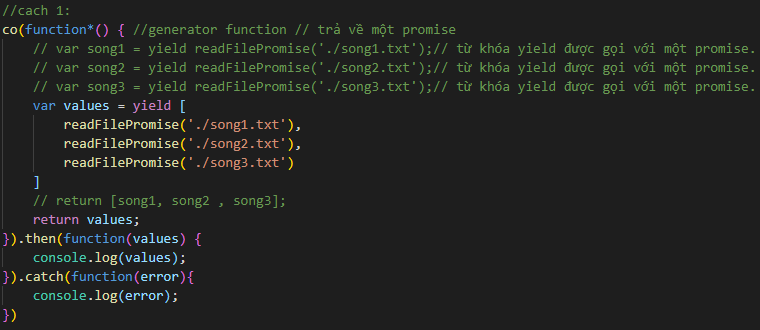 //cach 1:
co(function*() { //generator function // trả về một promise
    // var song1 = yield readFilePromise('./song1.txt');// từ khóa yield được gọi với một promise.
    // var song2 = yield readFilePromise('./song2.txt');// từ khóa yield được gọi với một promise.
    // var song3 = yield readFilePromise('./song3.txt');// từ khóa yield được gọi với một promise.
    var values = yield [
        readFilePromise('./song1.txt'),
        readFilePromise('./song2.txt'),
        readFilePromise('./song3.txt')
    ]
    // return [song1, song2 , song3];
    return values;
}).then(function(values) {
    console.log(values);
}).catch(function(error){
    console.log(error);
})